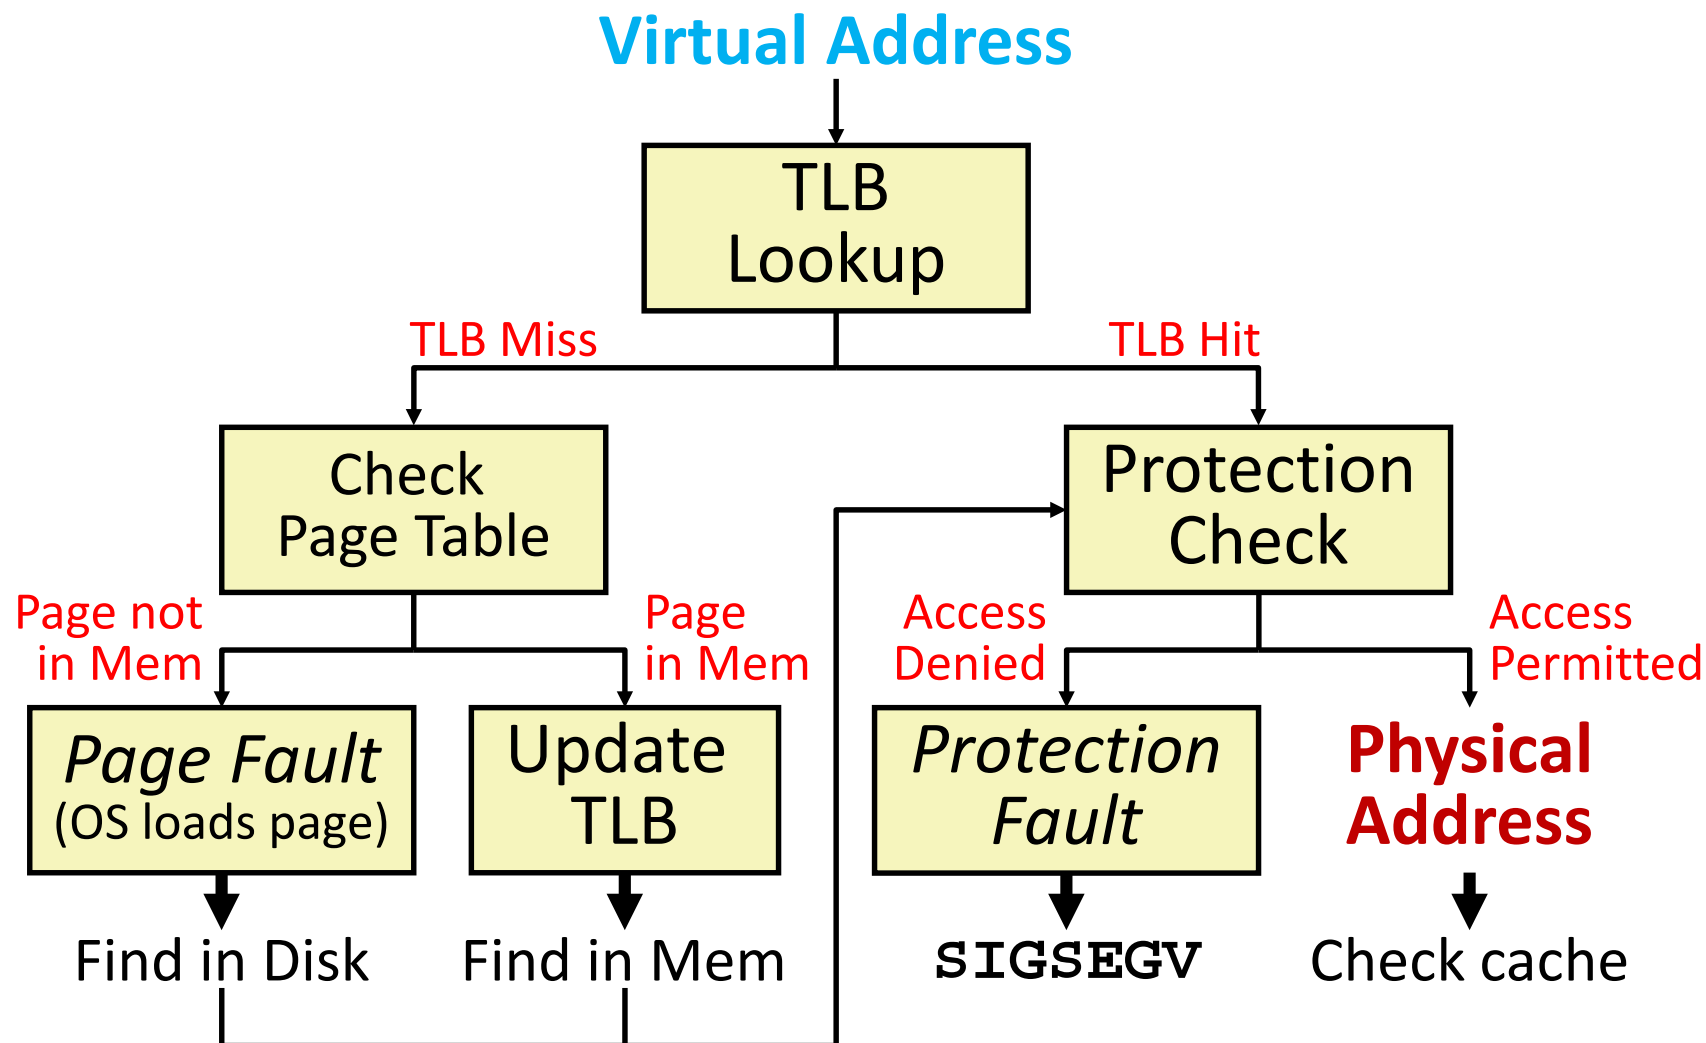 Virtual Address
TLB
Lookup
TLB Miss
TLB Hit
Check
Page Table
Protection
Check
Page not
in Mem
Page
in Mem
Access
Denied
Access
Permitted
Page Fault
(OS loads page)
Update
TLB
Protection
Fault
Physical
Address
Find in Disk
Find in Mem
SIGSEGV
Check cache